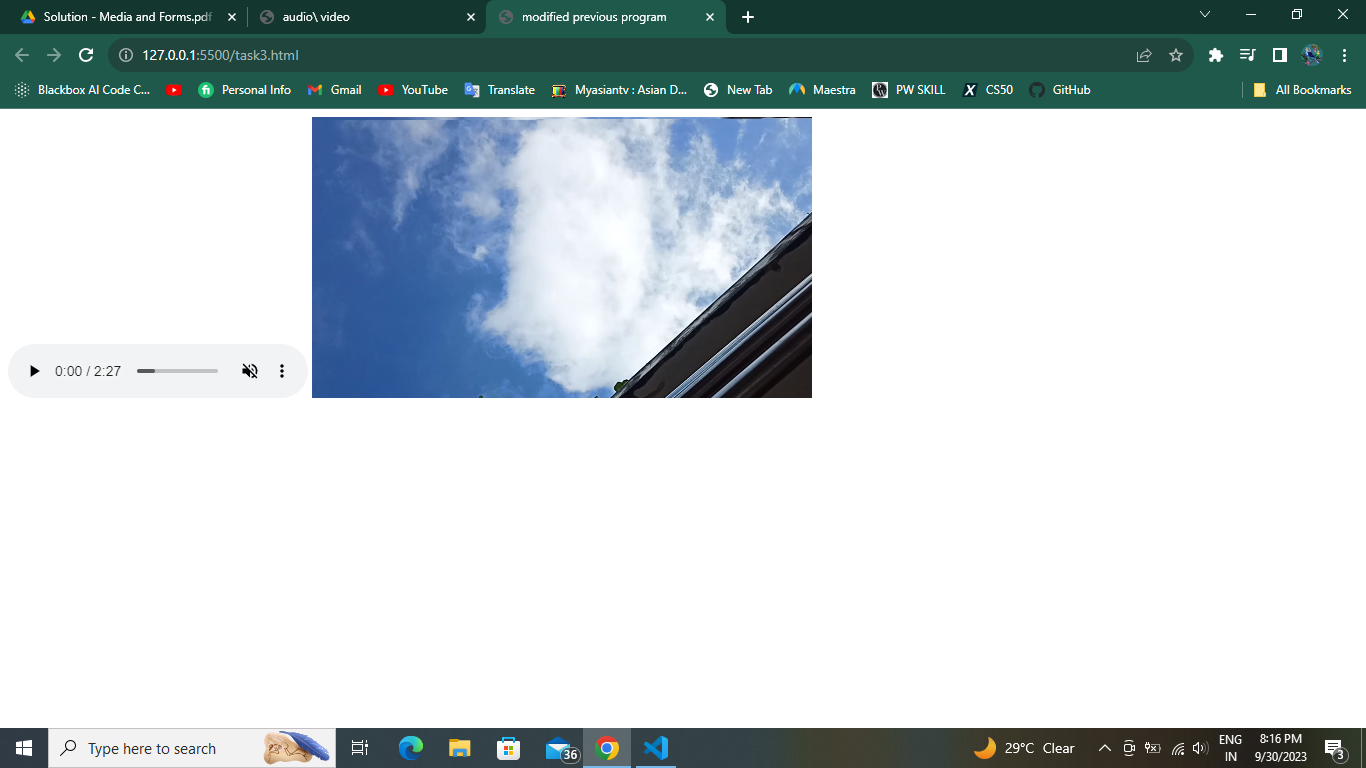 Solution - Media and Forms.pdf
audio\ video
modified previous program
127.0.0.1:5500/task3.html
Blackbox AI Code C...
Personal Info
Gmail
YouTube
Translate
Myasiantv : Asian D...
New Tab
Maestra
PW SKILL
CS50
GitHub
All Bookmarks
0:00 / 2:27
Type here to search
36
29°C Clear
ENG
IN
8:16 PM
9/30/2023
3